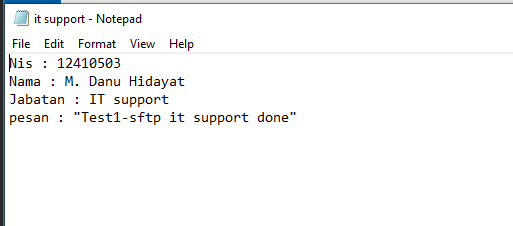 it support - Notepad
File Edit Format View Help
Nis : 12410503
Nama : M. Danu Hidayat
Jabatan : IT support
pesan : "Test1-sftp it support done"